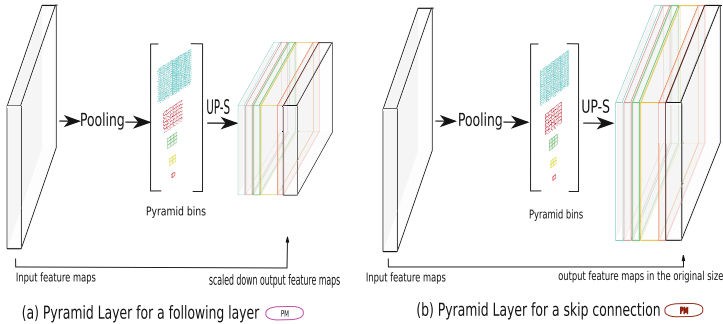 Pooling
UP-S
Pyramid bins
Input feature maps
scaled down output feature maps
(a) Pyramid Layer for a following layer PM
Pooling
UP-S
Pyramid bins
Input feature maps
output feature maps in the original size
(b) Pyramid Layer for a skip connection PM